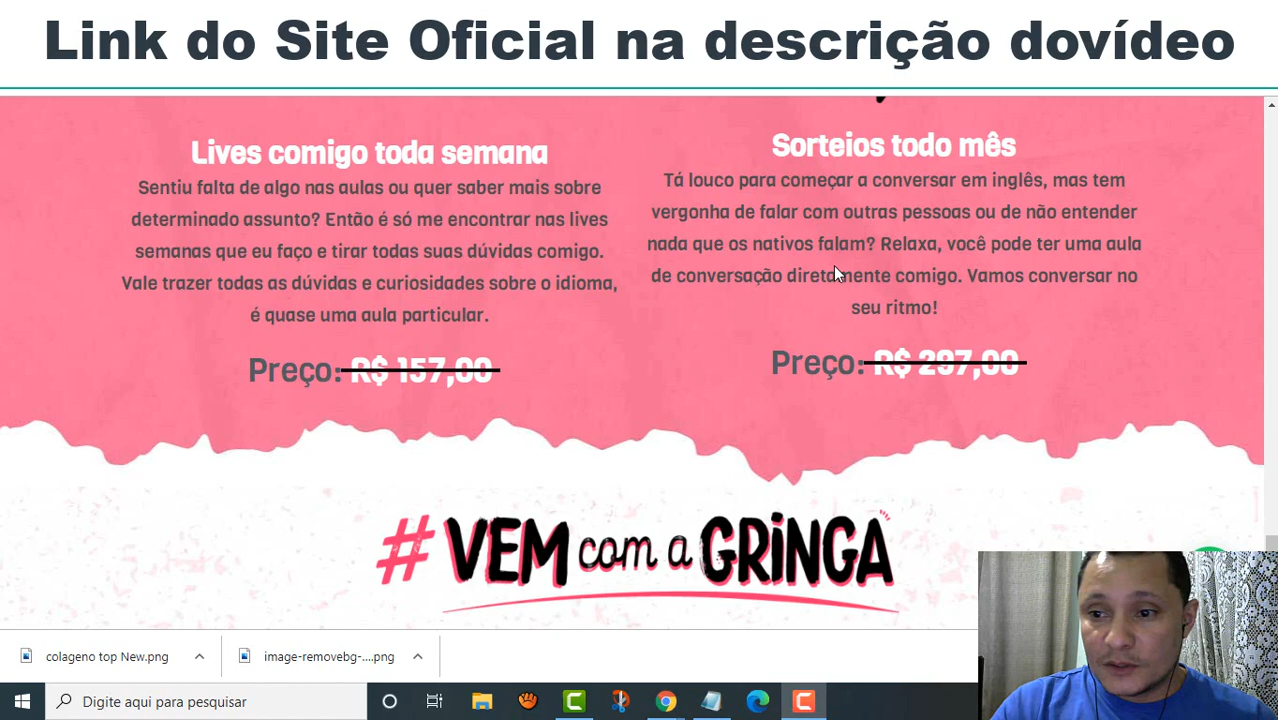 Link do Site Oficial na descrição dovídeo
Lives comigo toda semana
Sentiu falta de algo nas aulas ou quer saber mais sobre
determinado assunto? Então é só me encontrar nas lives
semanas que eu faço e tirar todas suas dúvidas comigo.
Vale trazer todas as dúvidas e curiosidades sobre o idioma,
é quase uma aula particular.
Preço: R$ 157,00
Sorteios todo mês
Tá louco para começar a conversar em inglês, mas tem
vergonha de falar com outras pessoas ou de não entender
nada que os nativos falam? Relaxa, você pode ter uma aula
de conversação diretamente comigo. Vamos conversar no
seu ritmo!
Preço: R$ 297,00
# VEM com a GRINGA
colageno top New.png
image-removebg-....png
Digite aqui para pesquisar